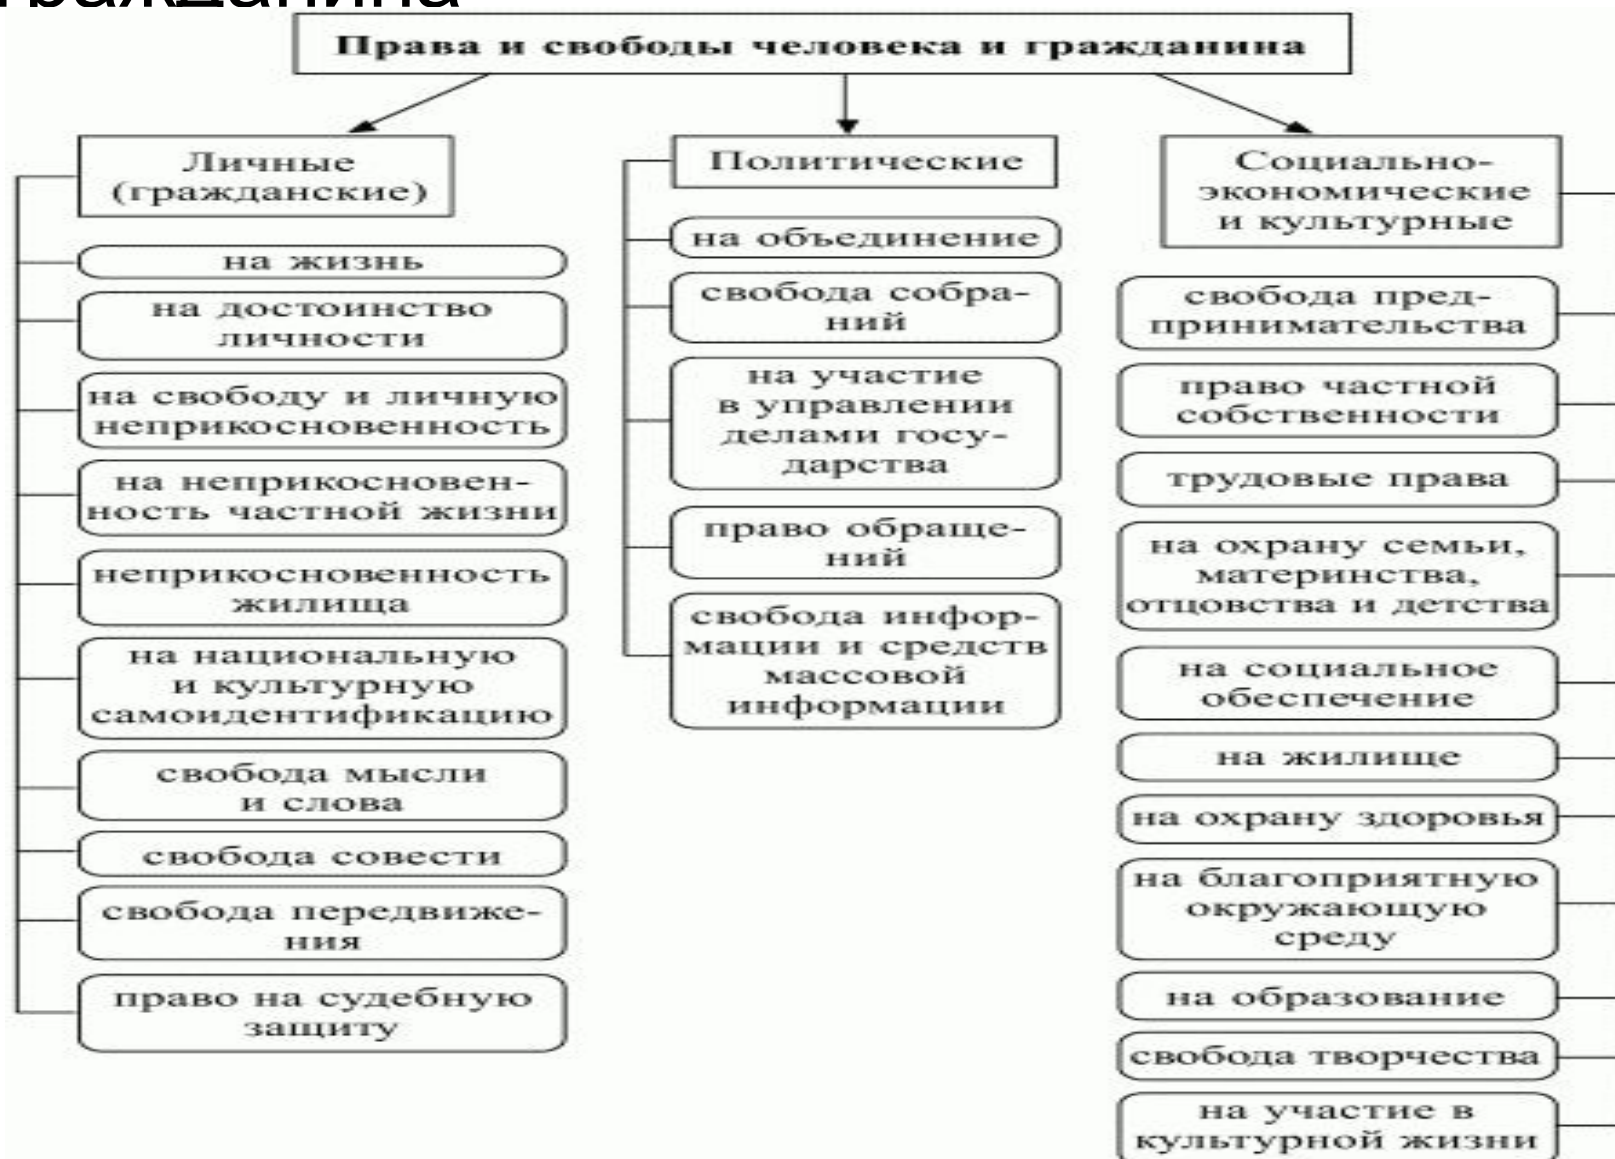 гражданина
Права и свободы человека и гражданина
Личные
(гражданские)
на жизнь
на достоинство
личности
на свободу и личную
неприкосновенность
на неприкосновен-
ность частной жизни
неприкосновенность
жилища
на национальную
и культурную
самоидентификацию
свобода мысли
и слова
свобода совести
свобода передвиже-
ния
право на судебную
защиту
Политические
на объединение
свобода собра-
ний
на участие
в управлении
делами госу-
дарства
право обраще-
ний
свобода инфор-
мации и средств
массовой
информации
Социально-
экономические
и культурные
свобода пред-
принимательства
право частной
собственности
трудовые права
на охрану семьи,
материнства,
отцовства и детства
на социальное
обеспечение
на жилище
на охрану здоровья
на благоприятную
окружающую
среду
на образование
свобода творчества
на участие в
культурной жизни